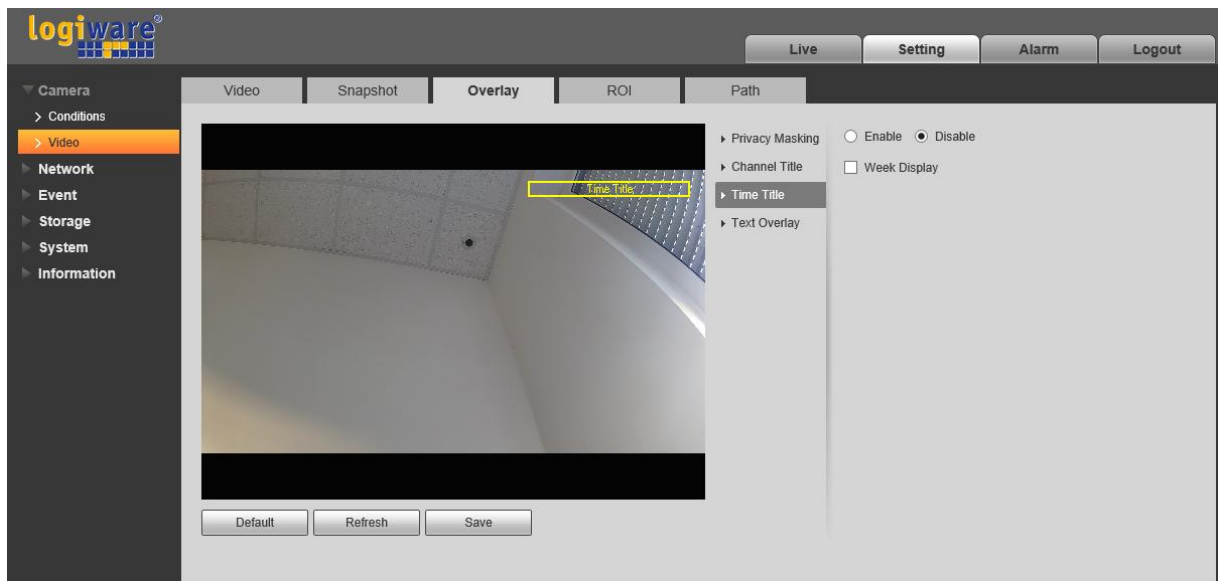 logiware®
Live Setting Alarm Logout
Camera
Conditions
Video
Network
Event
Storage
System
Information
Video Snapshot Overlay ROI Path
Time Title
Privacy Masking
Channel Title
Time Title
Text Overlay
Enable Disable
Week Display
Default Refresh Save